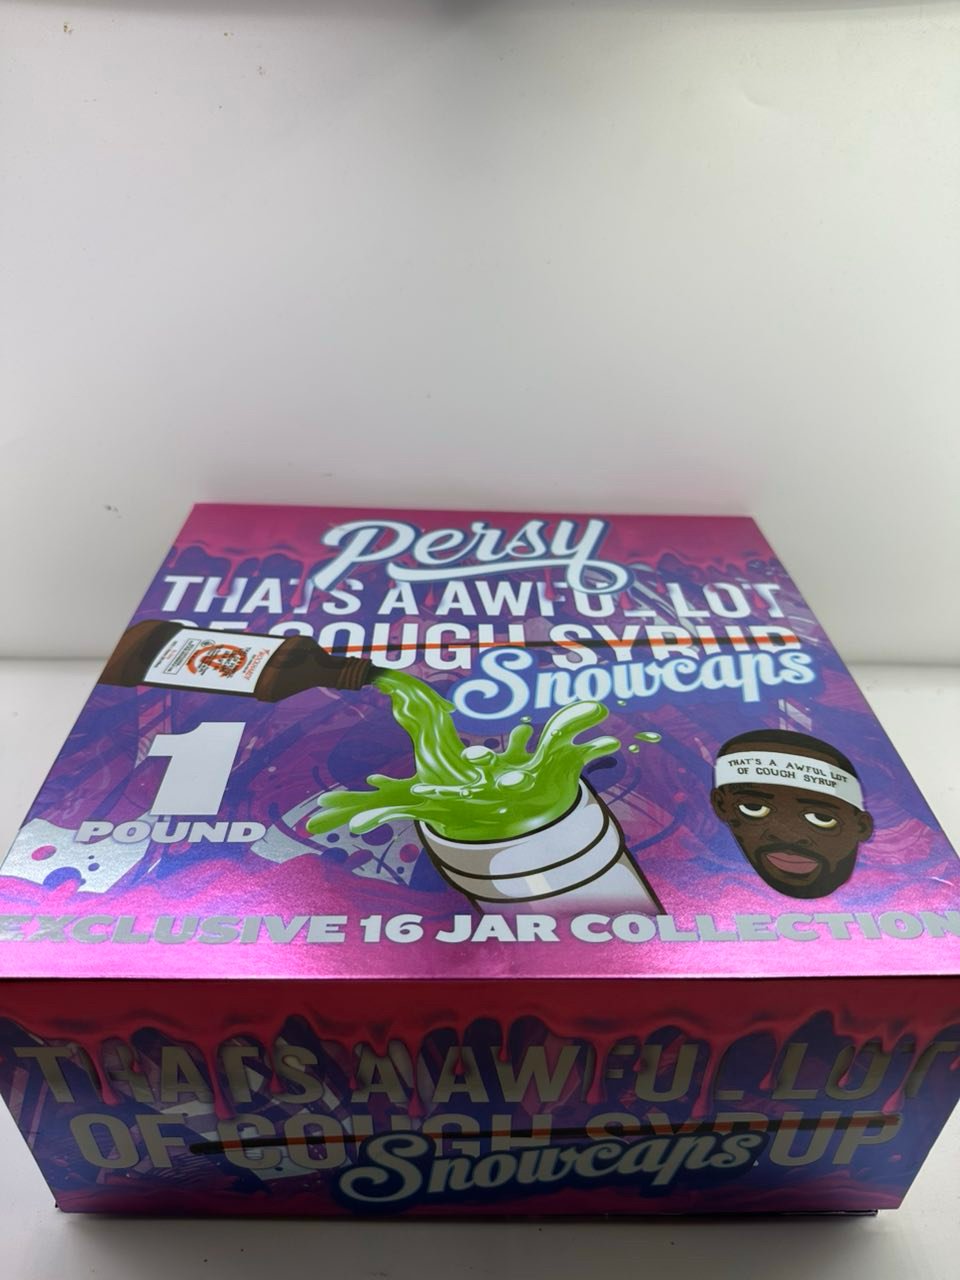 Persy
THAT'S A AWFUL LOT
OF COUGH SYRUP
Snowcaps
1
POUND
THAT'S A AWFUL LOT
OF COUGH SYRUP
EXCLUSIVE 16 JAR COLLECTION
THAT'S A AWFUL LOT
OF COUGH SYRUP
Snowcaps